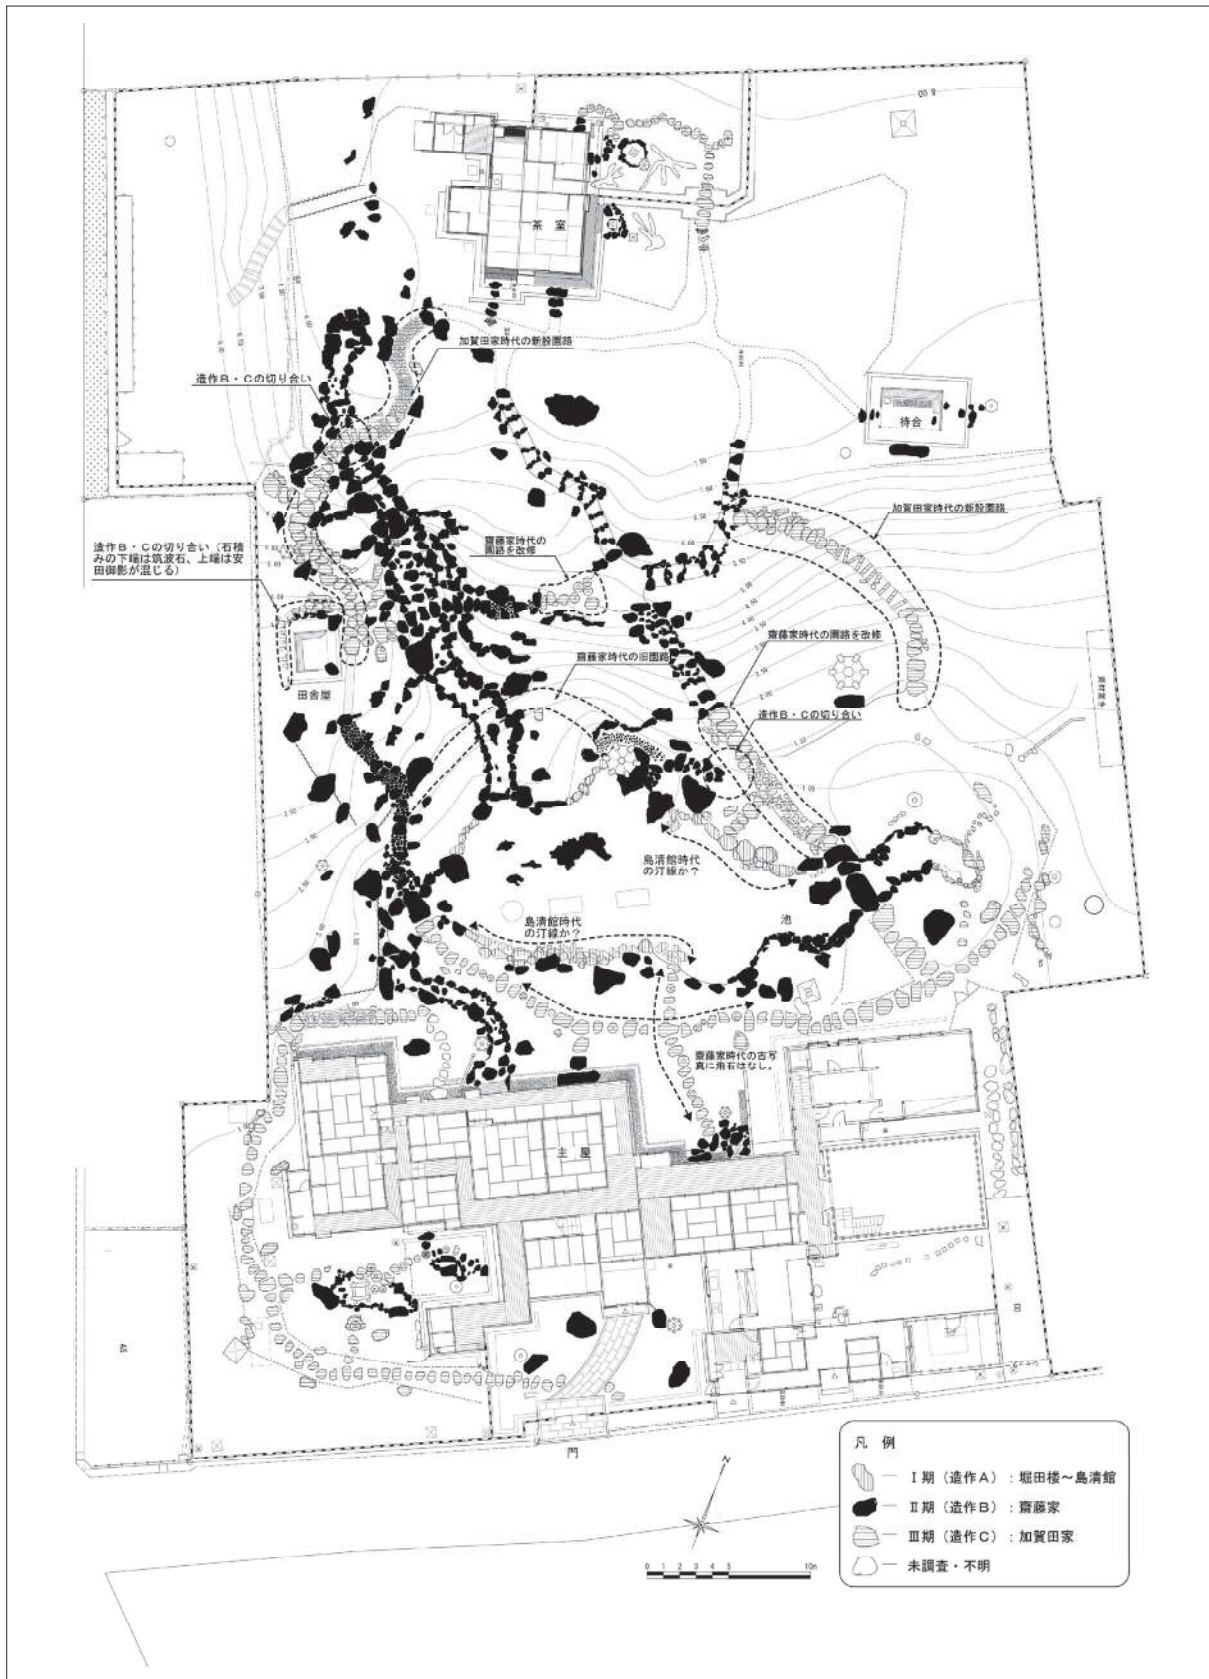 茶 室
加賀田家時代の新設園路
造作B・Cの切り合い
待合
加賀田家時代の新設園路
造作B・Cの切り合い（石積
みの下端は筑波石、上端は安
田御影が混じる）
齋藤家時代の
園路を改修
齋藤家時代の園路を改修
齋藤家時代の旧園路
造作B・Cの切り合い
田舎屋
島清館時代
の汀線か？
島清館時代
の汀線か？
池
齋藤家時代の古写
真に飛石はなし。
主 屋
門
N
0 1 2 3 4 5 10m
凡 例
Ⅰ期（造作A）：堀田楼～島清館
Ⅱ期（造作B）：齋藤家
Ⅲ期（造作C）：加賀田家
未調査・不明